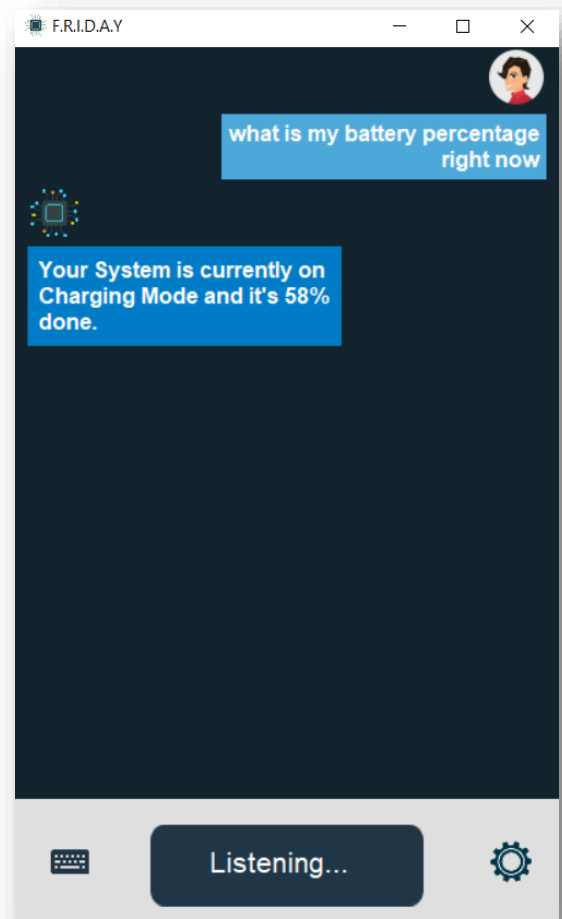 F.R.I.D.A.Y
what is my battery percentage
right now
Your System is currently on
Charging Mode and it's 58%
done.
Listening...